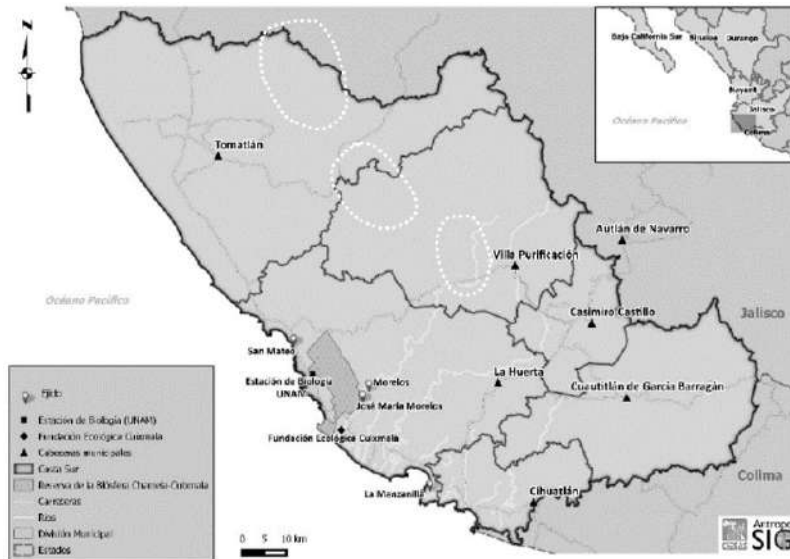 N
Baja California Sur
Sinaloa
Durango
Nayarit
Jalisco
Colima
Océano Pacífico
Tomatlán
Autlán de Navarro
Villa Purificación
Océano Pacífico
Jalisco
Casimiro Castillo
San Mateo
Estación de Biología
UNAM
Morelos
José María Morelos
La Huerta
Cuautitlán de García Barragán
Fundación Ecológica Cuixmala
La Manzanilla
Cihuatlán
Colima
Ejido
Estación de Biología (UNAM)
Fundación Ecológica Cuixmala
Cabeceras municipales
Costa Sur
Reserva de la Biósfera Chamela-Cuixmala
Carreteras
Ríos
División Municipal
Estados
0 5 10 km
SIG